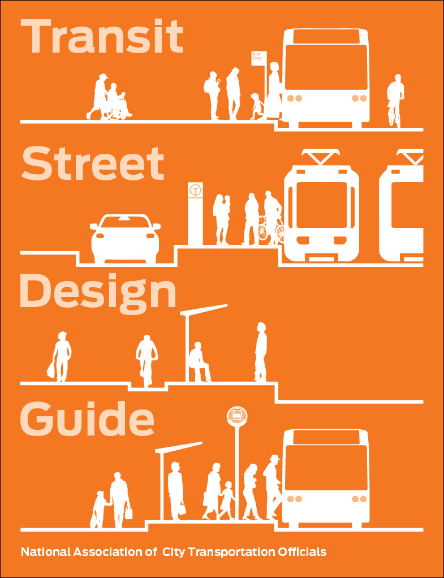 Transit
Street
T
Design
Guide
National Association of City Transportation Officials